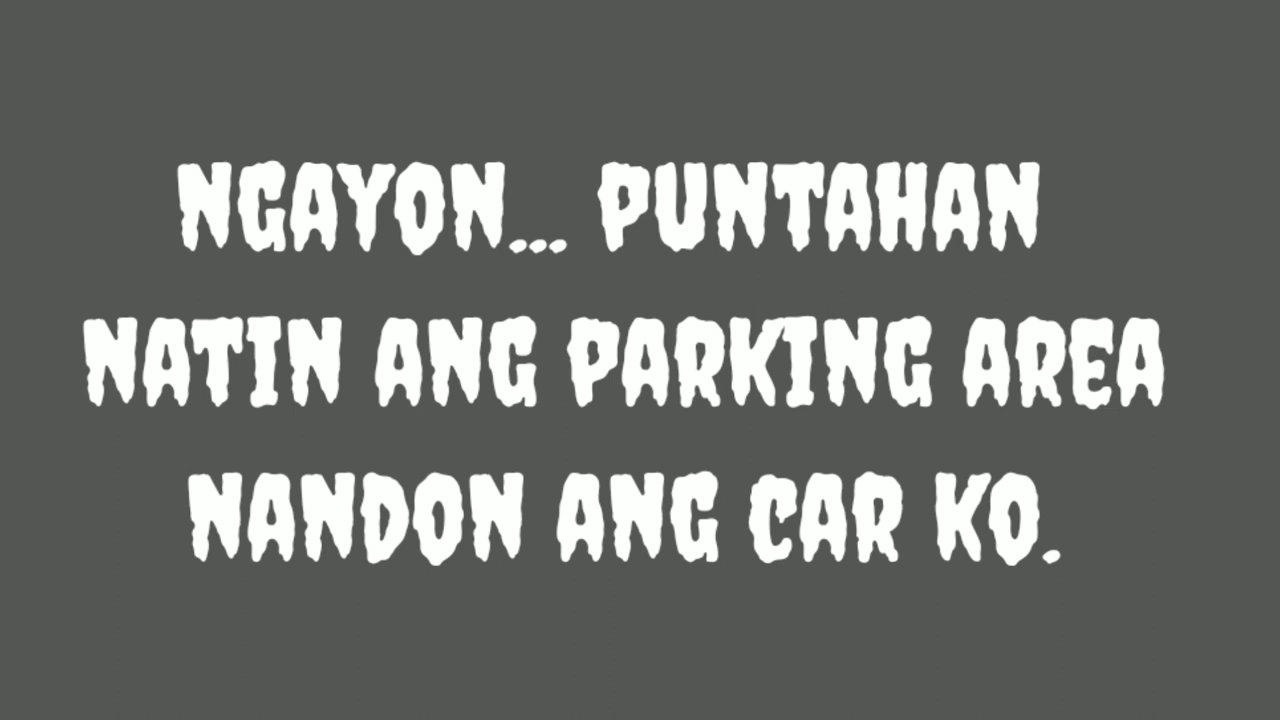 NGAYON... PUNTAHAN
NATIN ANG PARKING AREA
NANDON ANG CAR KO.